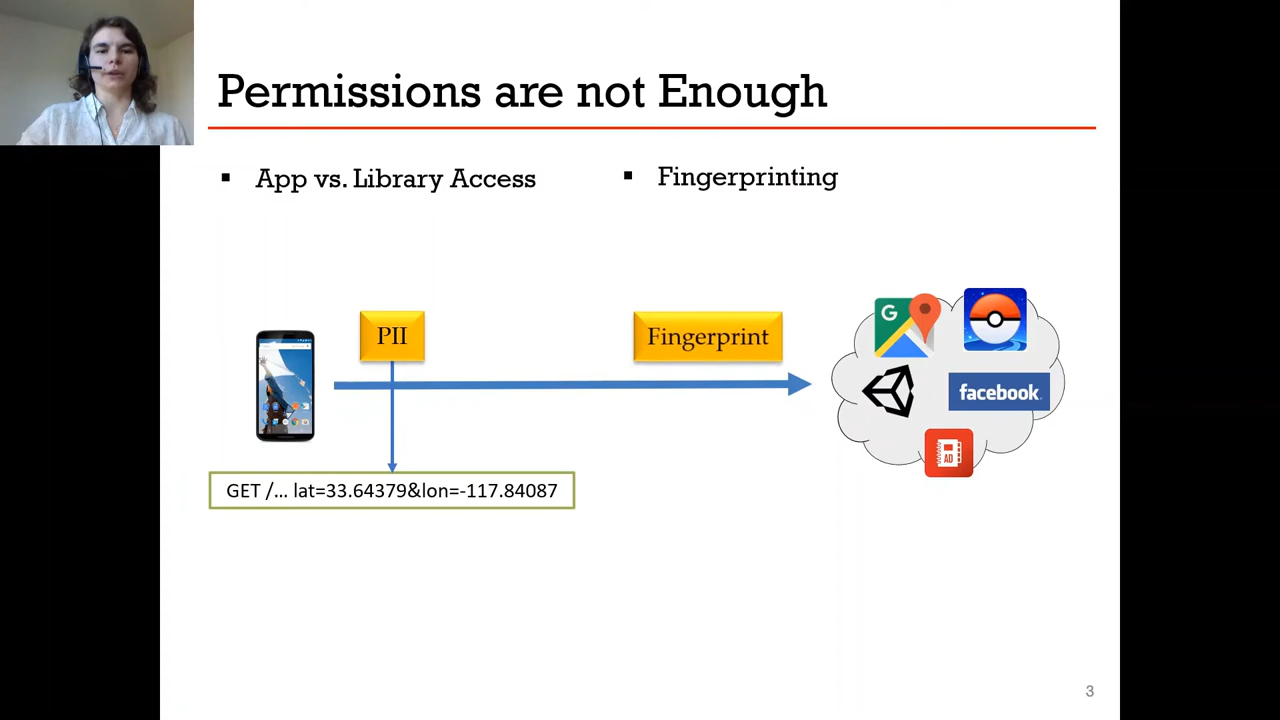 Permissions are not Enough
▪ App vs. Library Access
▪ Fingerprinting
PII
Fingerprint
G
facebook
AD
GET /... lat=33.64379&lon=-117.84087
3